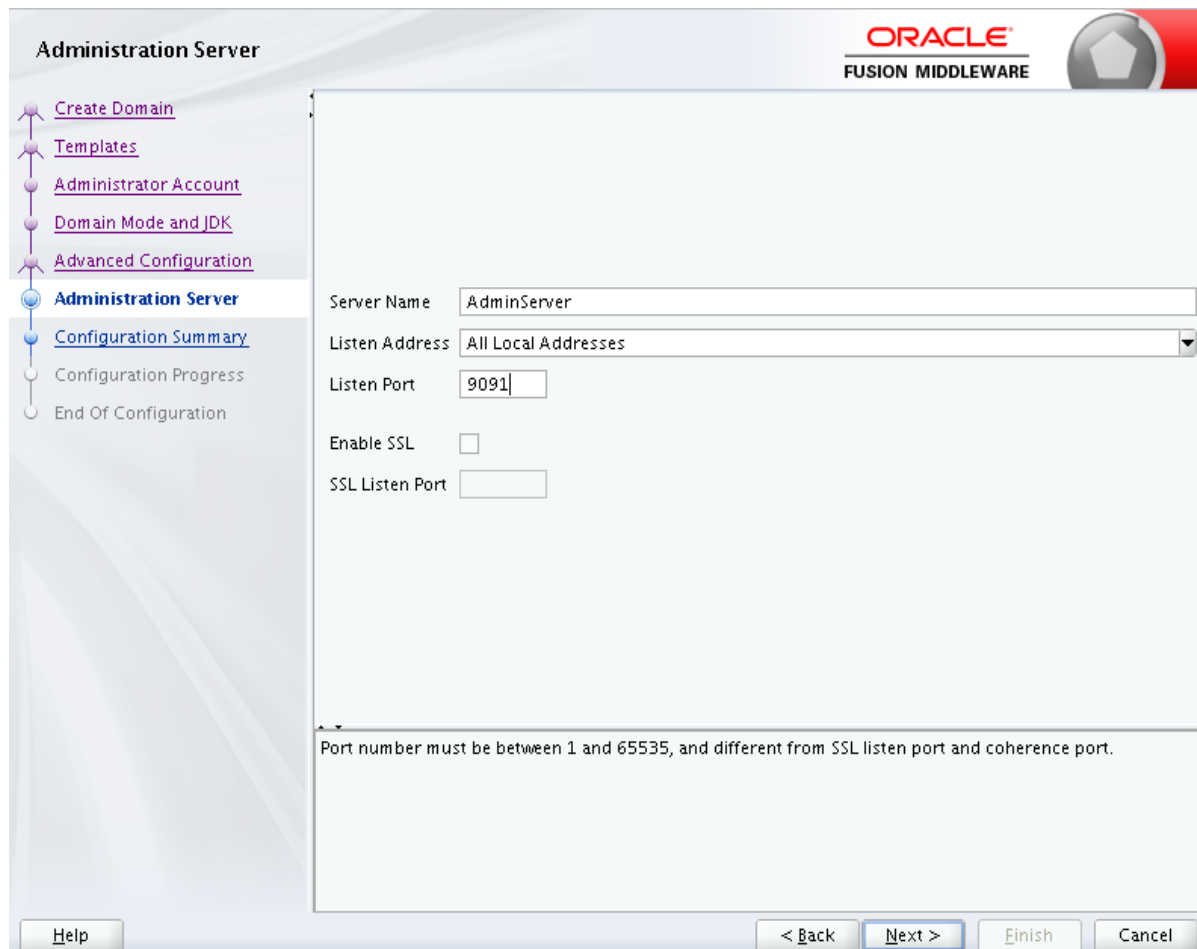 Administration Server
ORACLE
FUSION MIDDLEWARE
Create Domain
Templates
Administrator Account
Domain Mode and JDK
Advanced Configuration
Administration Server
Configuration Summary
Configuration Progress
End Of Configuration
Server Name AdminServer
Listen Address All Local Addresses
Listen Port 9091
Enable SSL
SSL Listen Port
Port number must be between 1 and 65535, and different from SSL listen port and coherence port.
Help < Back Next > Finish Cancel